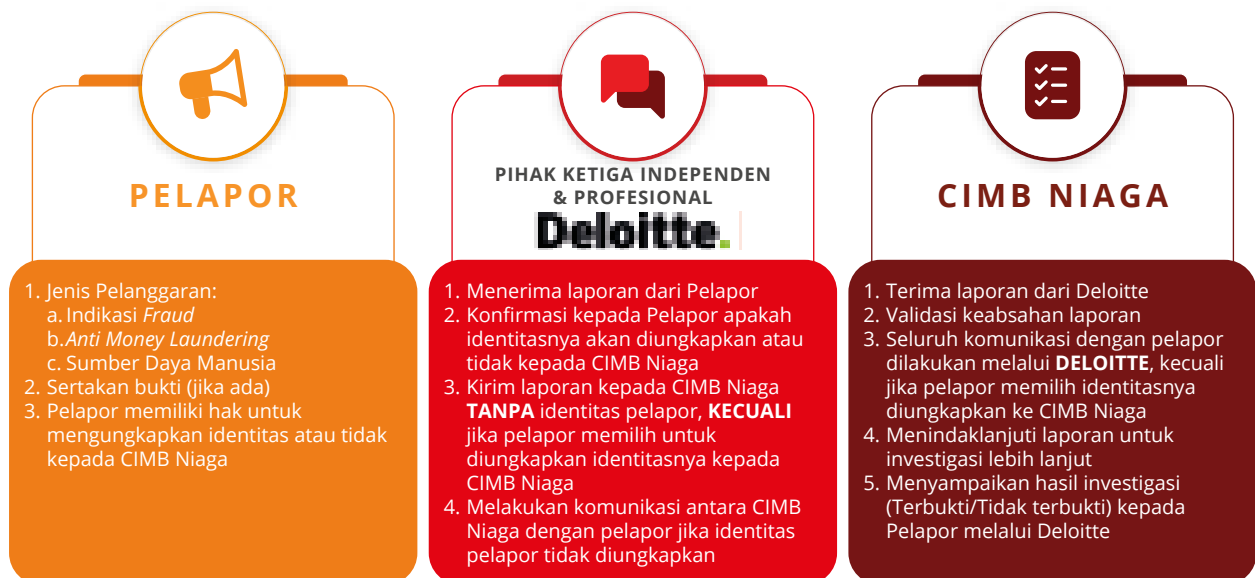 PELAPOR
1. Jenis Pelanggaran:
a. Indikasi Fraud
b.Anti Money Laundering
c. Sumber Daya Manusia
2. Sertakan bukti (jika ada)
3. Pelapor memiliki hak untuk
mengungkapkan identitas atau tidak
kepada CIMB Niaga
PIHAK KETIGA INDEPENDEN
& PROFESIONAL
Deloitte.
1. Menerima laporan dari Pelapor
2. Konfirmasi kepada Pelapor apakah
identitasnya akan diungkapkan atau
tidak kepada CIMB Niaga
3. Kirim laporan kepada CIMB Niaga
TANPA identitas pelapor, KECUALI
jika pelapor memilih untuk
diungkapkan identitasnya kepada
CIMB Niaga
4. Melakukan komunikasi antara CIMB
Niaga dengan pelapor jika identitas
pelapor tidak diungkapkan
CIMB NIAGA
1. Terima laporan dari Deloitte
2. Validasi keabsahan laporan
3. Seluruh komunikasi dengan pelapor
dilakukan melalui DELOITTE, kecuali
jika pelapor memilih identitasnya
diungkapkan ke CIMB Niaga
4. Menindaklanjuti laporan untuk
investigasi lebih lanjut
5. Menyampaikan hasil investigasi
(Terbukti/Tidak terbukti) kepada
Pelapor melalui Deloitte